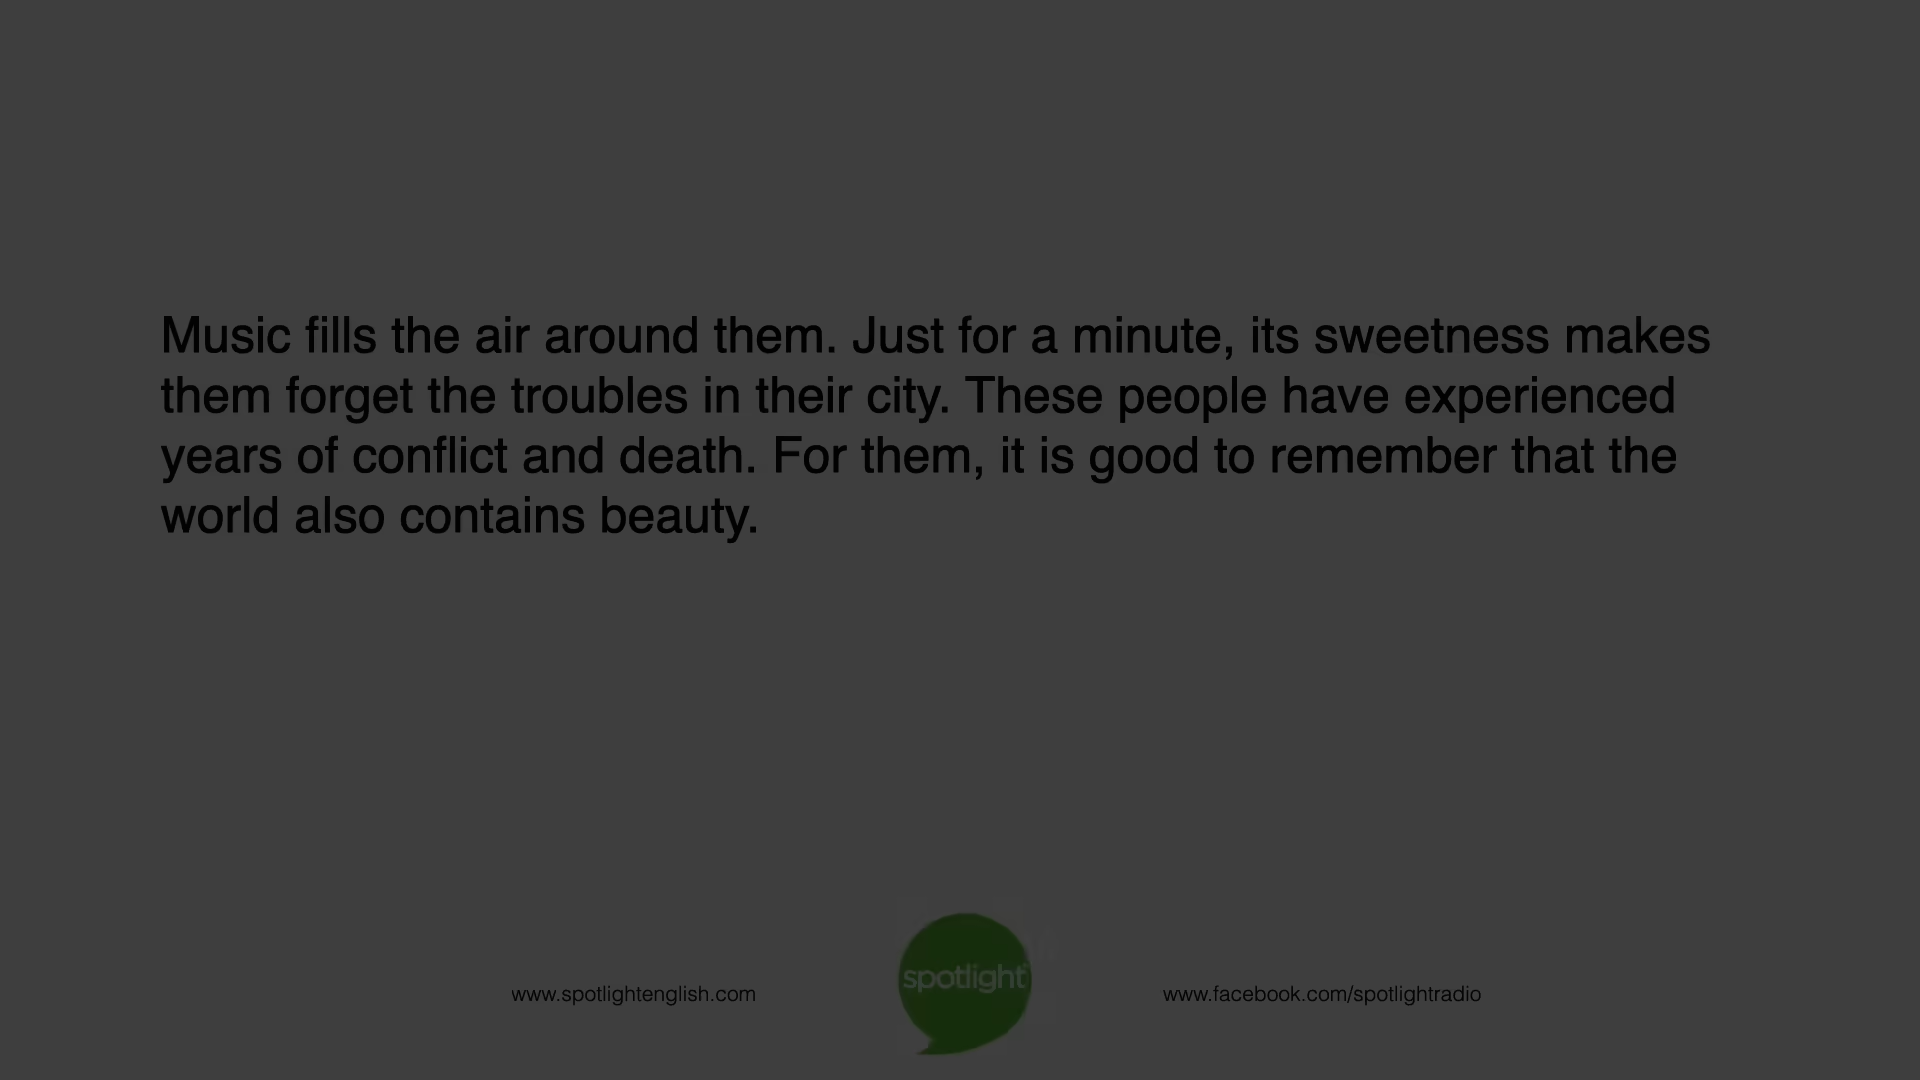 Music fills the air around them. Just for a minute, its sweetness makes
them forget the troubles in their city. These people have experienced
years of conflict and death. For them, it is good to remember that the
world also contains beauty.
spotlight
www.spotlightenglish.com
www.facebook.com/spotlightradio